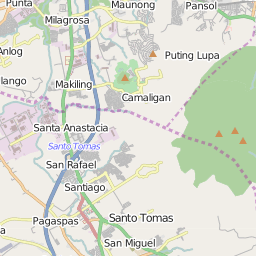 Punta
Maunong
Pansol
Milagrosa
Anlog
Puting Lupa
lango
Makiling
Camaligan
Santa Anastacia
Santo Tomas
San Rafael
Santiago
Pagaspas
Santo Tomas
a
San Miguel